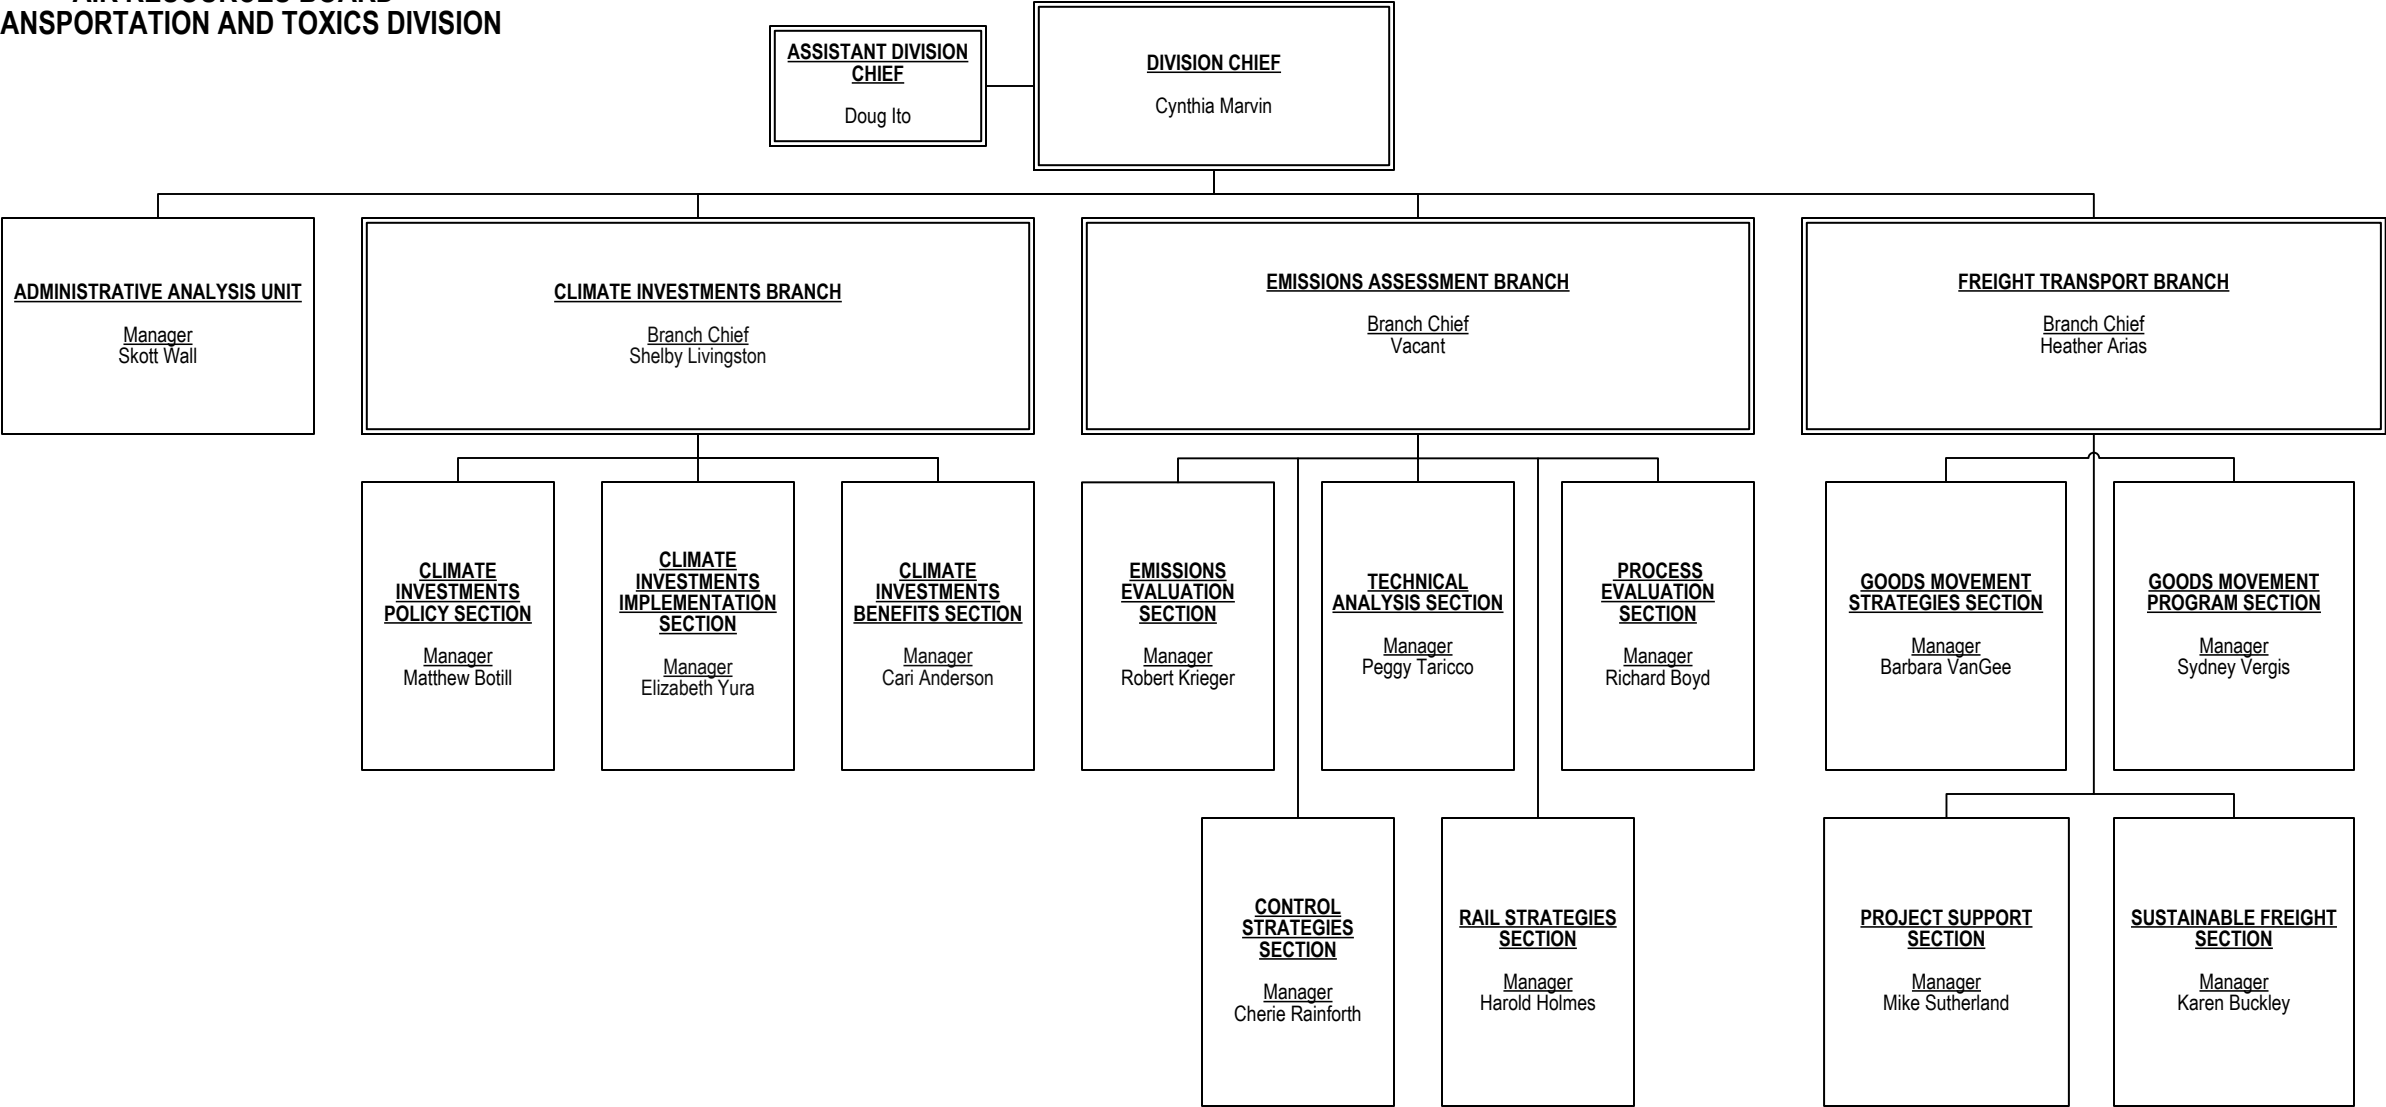 AIR RESOURCES BOARD
ANSPORTATION AND TOXICS DIVISION
ASSISTANT DIVISION
CHIEF
Doug Ito
DIVISION CHIEF
Cynthia Marvin
ADMINISTRATIVE ANALYSIS UNIT
Manager
Skott Wall
CLIMATE INVESTMENTS BRANCH
Branch Chief
Shelby Livingston
EMISSIONS ASSESSMENT BRANCH
Branch Chief
Vacant
FREIGHT TRANSPORT BRANCH
Branch Chief
Heather Arias
CLIMATE
INVESTMENTS
POLICY SECTION
Manager
Matthew Botill
CLIMATE
INVESTMENTS
IMPLEMENTATION
SECTION
Manager
Elizabeth Yura
CLIMATE
INVESTMENTS
BENEFITS SECTION
Manager
Cari Anderson
EMISSIONS
EVALUATION
SECTION
Manager
Robert Krieger
TECHNICAL
ANALYSIS SECTION
Manager
Peggy Taricco
PROCESS
EVALUATION
SECTION
Manager
Richard Boyd
GOODS MOVEMENT
STRATEGIES SECTION
Manager
Barbara VanGee
GOODS MOVEMENT
PROGRAM SECTION
Manager
Sydney Vergis
CONTROL
STRATEGIES
SECTION
Manager
Cherie Rainforth
RAIL STRATEGIES
SECTION
Manager
Harold Holmes
PROJECT SUPPORT
SECTION
Manager
Mike Sutherland
SUSTAINABLE FREIGHT
SECTION
Manager
Karen Buckley